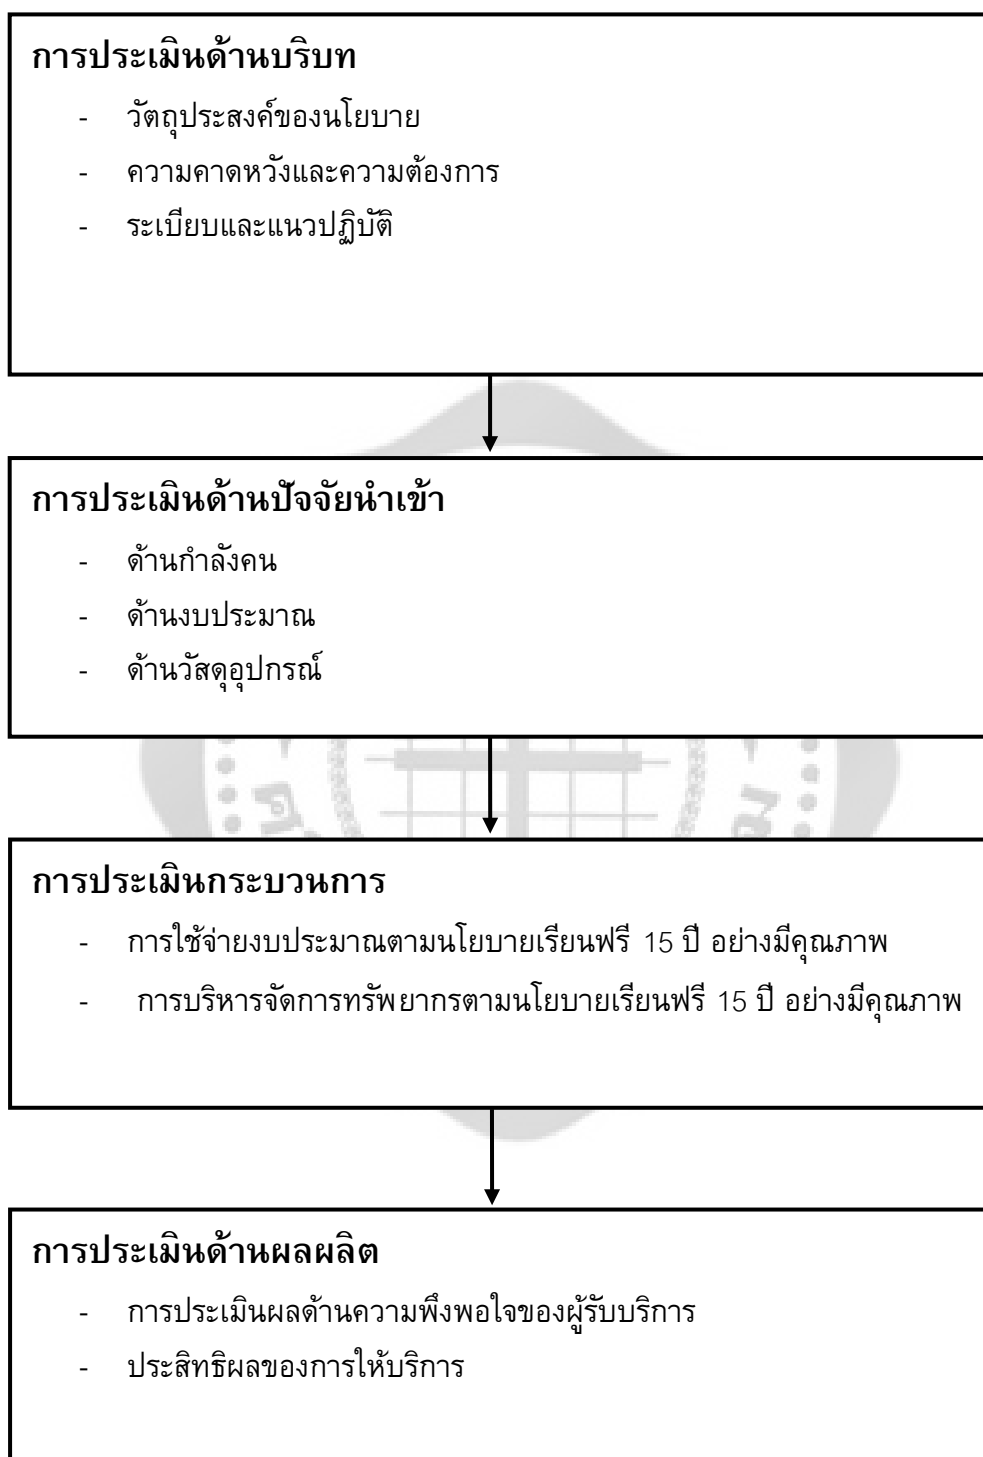 การประเมินด้านบริบท
- วัตถุประสงค์ของนโยบาย
- ความคาดหวังและความต้องการ
- ระเบียบและแนวปฏิบัติ
การประเมินด้านปัจจัยนำเข้า
- ด้านกำลังคน
- ด้านงบประมาณ
- ด้านวัสดุอุปกรณ์
การประเมินกระบวนการ
- การใช้จ่ายงบประมาณตามนโยบายเรียนฟรี 15 ปี อย่างมีคุณภาพ
- การบริหารจัดการทรัพยากรตามนโยบายเรียนฟรี 15 ปี อย่างมีคุณภาพ
การประเมินด้านผลผลิต
- การประเมินผลด้านความพึงพอใจของผู้รับบริการ
- ประสิทธิผลของการให้บริการ